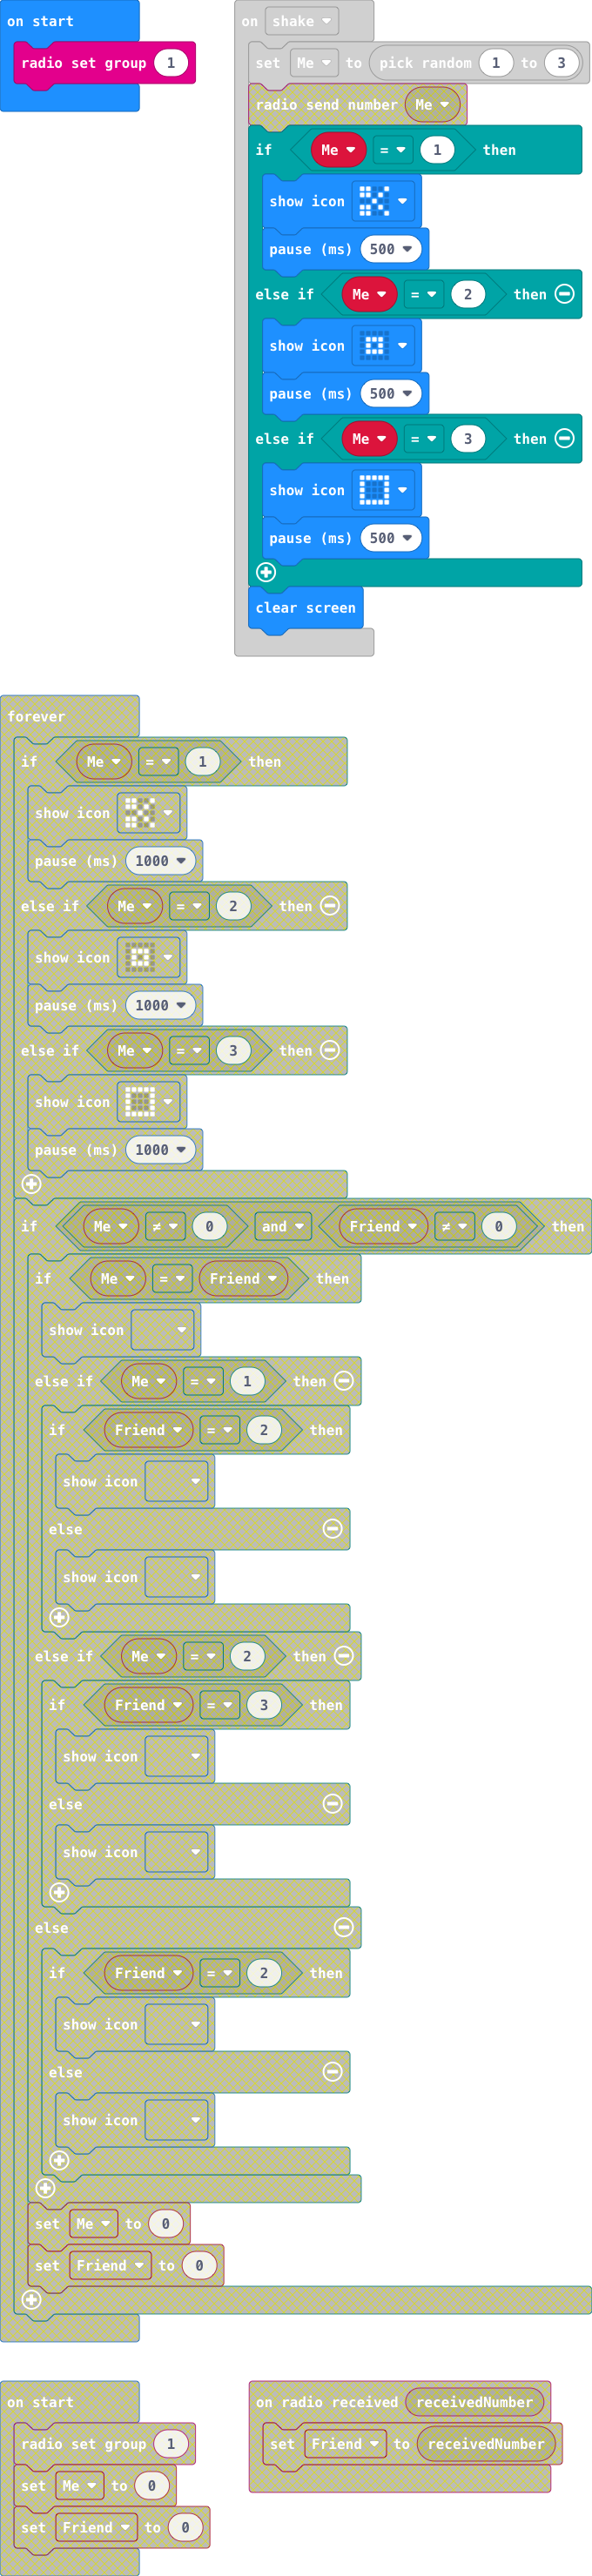 on start
radio set group 1
on shake
set Me to pick random 1 to 3
radio send number Me
if Me = 1 then
show icon
pause (ms) 500
else if Me = 2 then
show icon
pause (ms) 500
else if Me = 3 then
show icon
pause (ms) 500
clear screen
forever
if Me = 1 then
show icon
pause (ms) 1000
else if Me = 2 then
show icon
pause (ms) 1000
else if Me = 3 then
show icon
pause (ms) 1000
if Me ≠ 0 and Friend ≠ 0 then
if Me = Friend then
show icon
else if Me = 1 then
if Friend = 2 then
show icon
else
show icon
else if Me = 2 then
if Friend = 3 then
show icon
else
show icon
else
if Friend = 2 then
show icon
else
show icon
set Me to 0
set Friend to 0
on start
radio set group 1
set Me to 0
set Friend to 0
on radio received receivedNumber
set Friend to receivedNumber